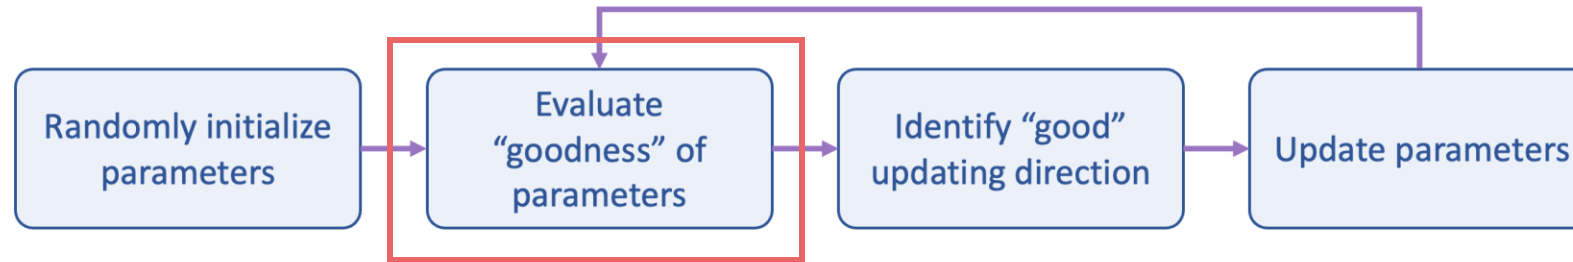 Randomly initialize
parameters
Evaluate
“goodness” of
parameters
Identify “good”
updating direction
Update parameters